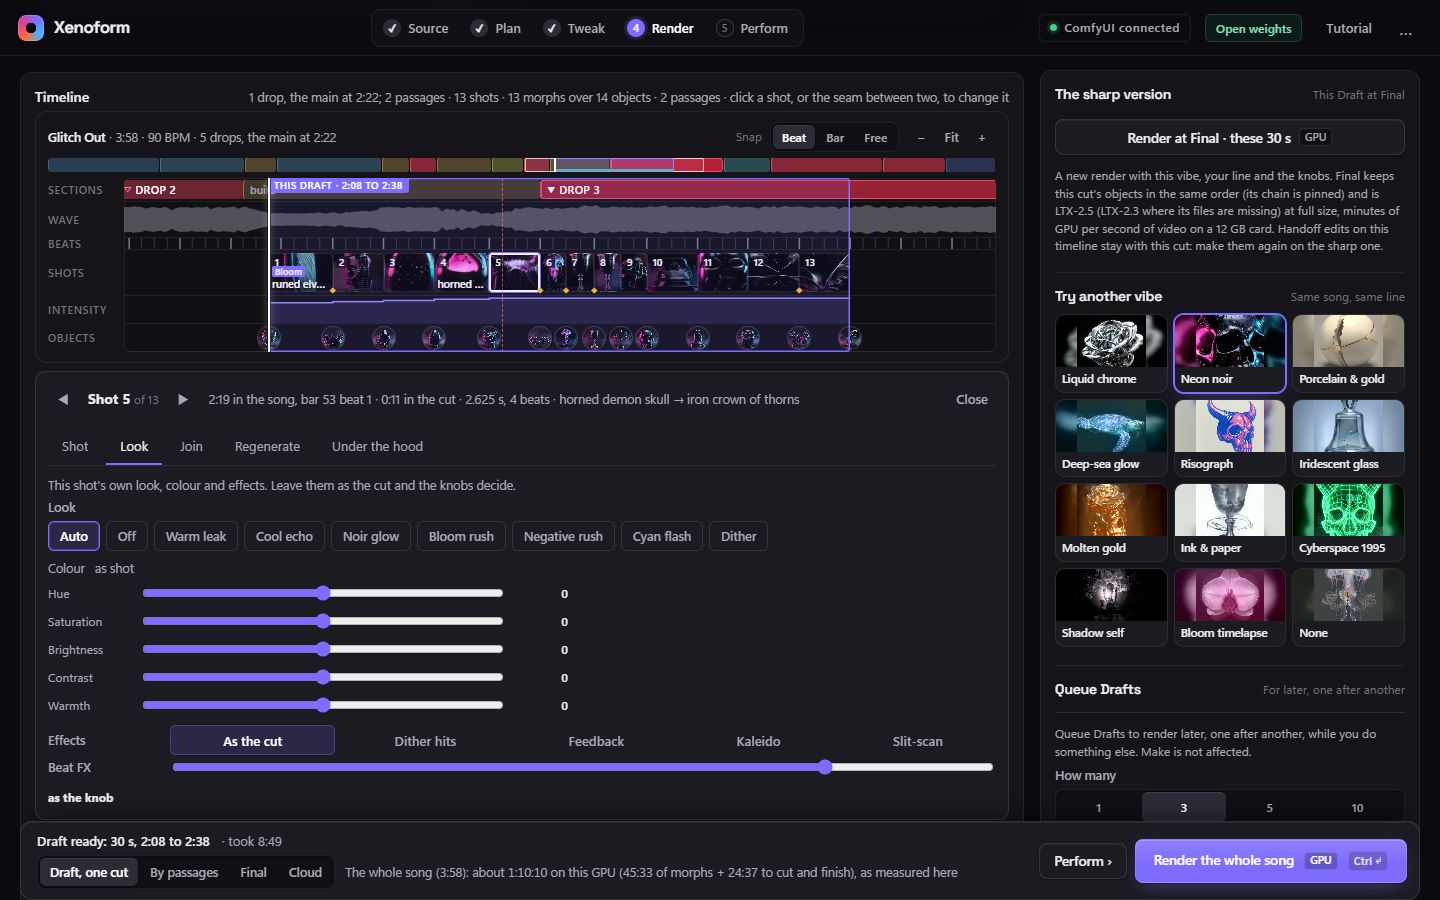 Xenoform
Source
Plan
Tweak
4 Render
5 Perform
ComfyUI connected
Open weights
Tutorial
...
Timeline
1 drop, the main at 2:22; 2 passages · 13 shots · 13 morphs over 14 objects · 2 passages · click a shot, or the seam between two, to change it
Glitch Out · 3:58 · 90 BPM · 5 drops, the main at 2:22
Snap
Beat
Bar
Free
−
Fit
+
SECTIONS
DROP 2
bui
THIS DRAFT · 2:08 TO 2:38
DROP 3
WAVE
BEATS
SHOTS
1
2
3
4
5
6
7
8
9
10
11
12
13
Bloom
runed elv...
horned ...
INTENSITY
OBJECTS
Shot 5 of 13
2:19 in the song, bar 53 beat 1 · 0:11 in the cut · 2.625 s, 4 beats · horned demon skull → iron crown of thorns
Close
Shot
Look
Join
Regenerate
Under the hood
This shot's own look, colour and effects. Leave them as the cut and the knobs decide.
Look
Auto
Off
Warm leak
Cool echo
Noir glow
Bloom rush
Negative rush
Cyan flash
Dither
Colour as shot
Hue
0
Saturation
0
Brightness
0
Contrast
0
Warmth
0
Effects
As the cut
Dither hits
Feedback
Kaleido
Slit-scan
Beat FX
as the knob
The sharp version
This Draft at Final
Render at Final · these 30 s GPU
A new render with this vibe, your line and the knobs. Final keeps
this cut's objects in the same order (its chain is pinned) and is
LTX-2.5 (LTX-2.3 where its files are missing) at full size, minutes of
GPU per second of video on a 12 GB card. Handoff edits on this
timeline stay with this cut: make them again on the sharp one.
Try another vibe
Same song, same line
Liquid chrome
Neon noir
Porcelain & gold
Deep-sea glow
Risograph
Iridescent glass
Molten gold
Ink & paper
Cyberspace 1995
Shadow self
Bloom timelapse
None
Queue Drafts
For later, one after another
Queue Drafts to render later, one after another, while you do
something else. Make is not affected.
How many
1
3
5
10
Draft ready: 30 s, 2:08 to 2:38 · took 8:49
Draft, one cut
By passages
Final
Cloud
The whole song (3:58): about 1:10:10 on this GPU (45:33 of morphs + 24:37 to cut and finish), as measured here
Perform ›
Render the whole song GPU Ctrl ⏎